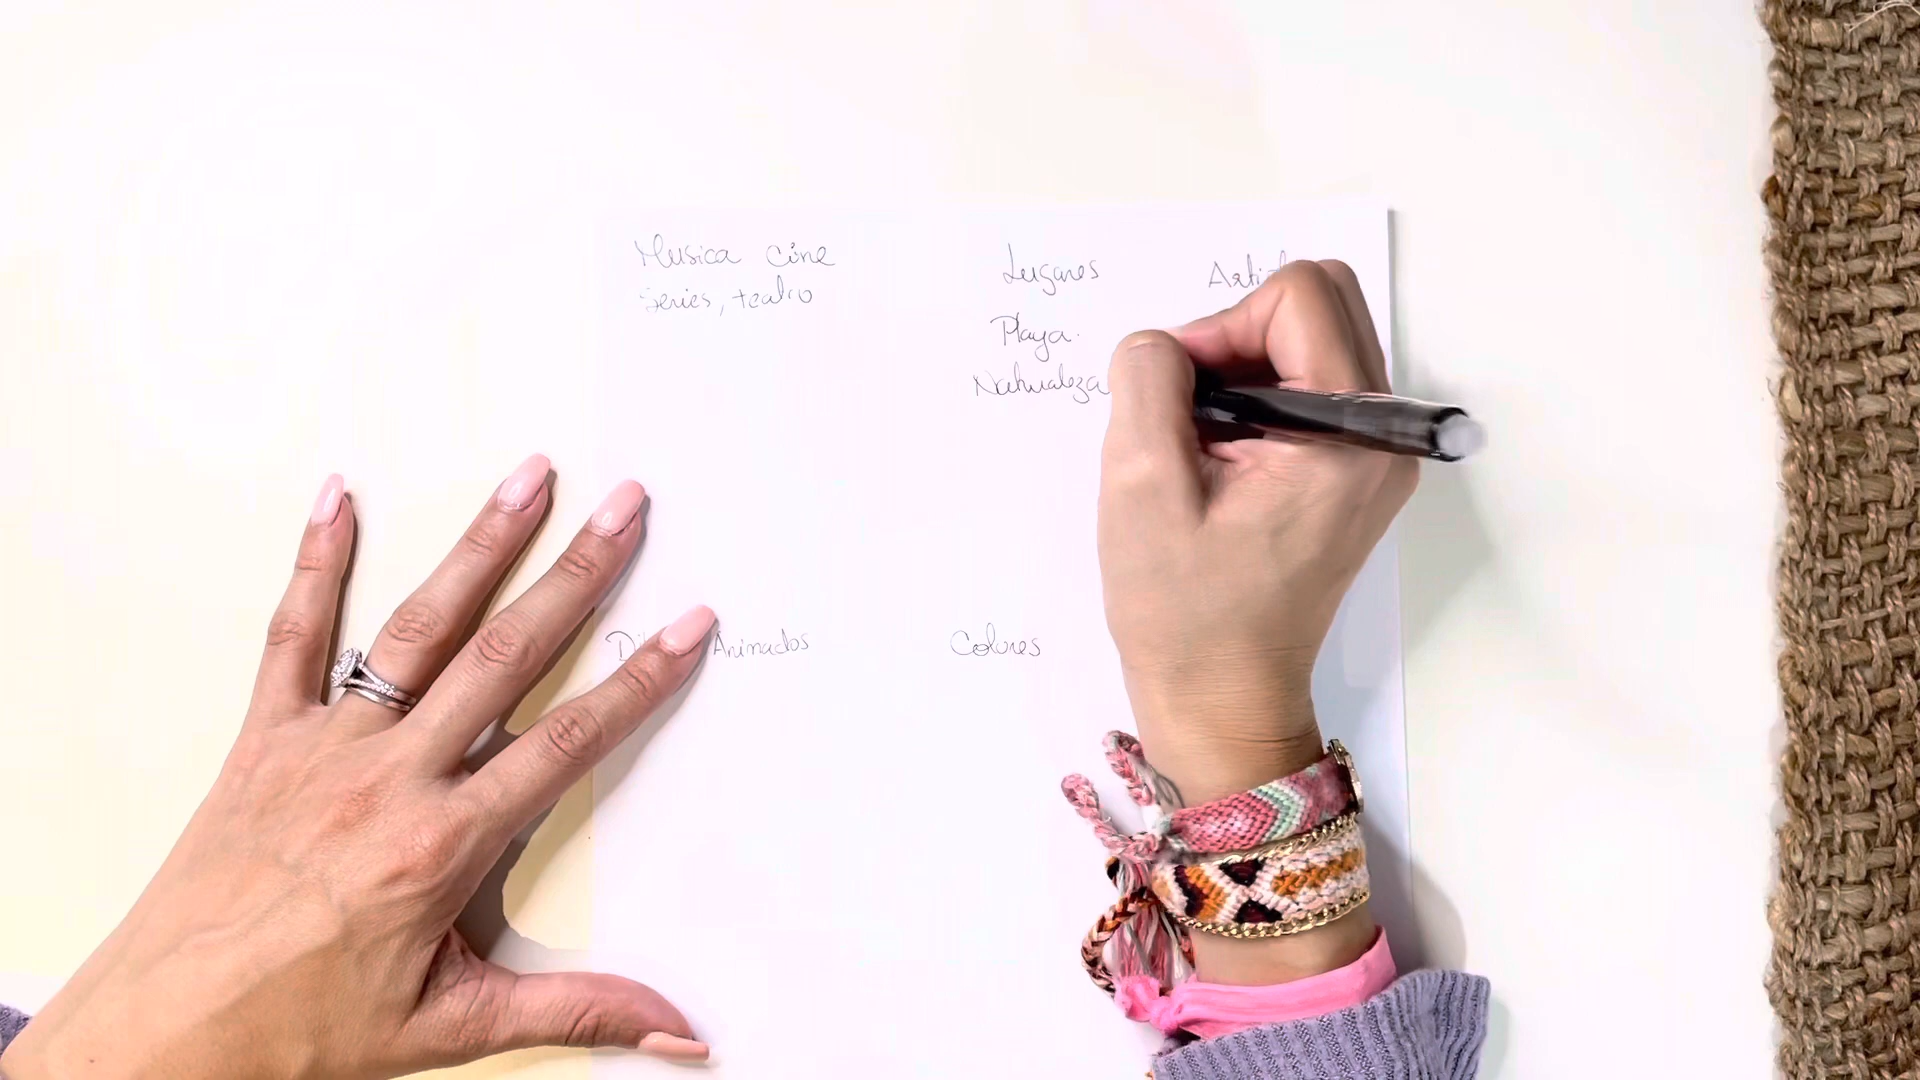 Musica Cine
Series, teatro
Lugares
Playa.
Naturaleza
Animados
Colores